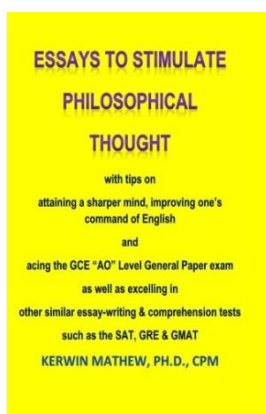 ESSAYS TO STIMULATE
PHILOSOPHICAL
THOUGHT
with tips on
attaining a sharper mind, improving one's
command of English
and
acing the GCE "AO" Level General Paper exam
as well as excelling in
other similar essay-writing & comprehension tests
such as the SAT, GRE & GMAT
KERWIN MATHEW, PH.D., CPM